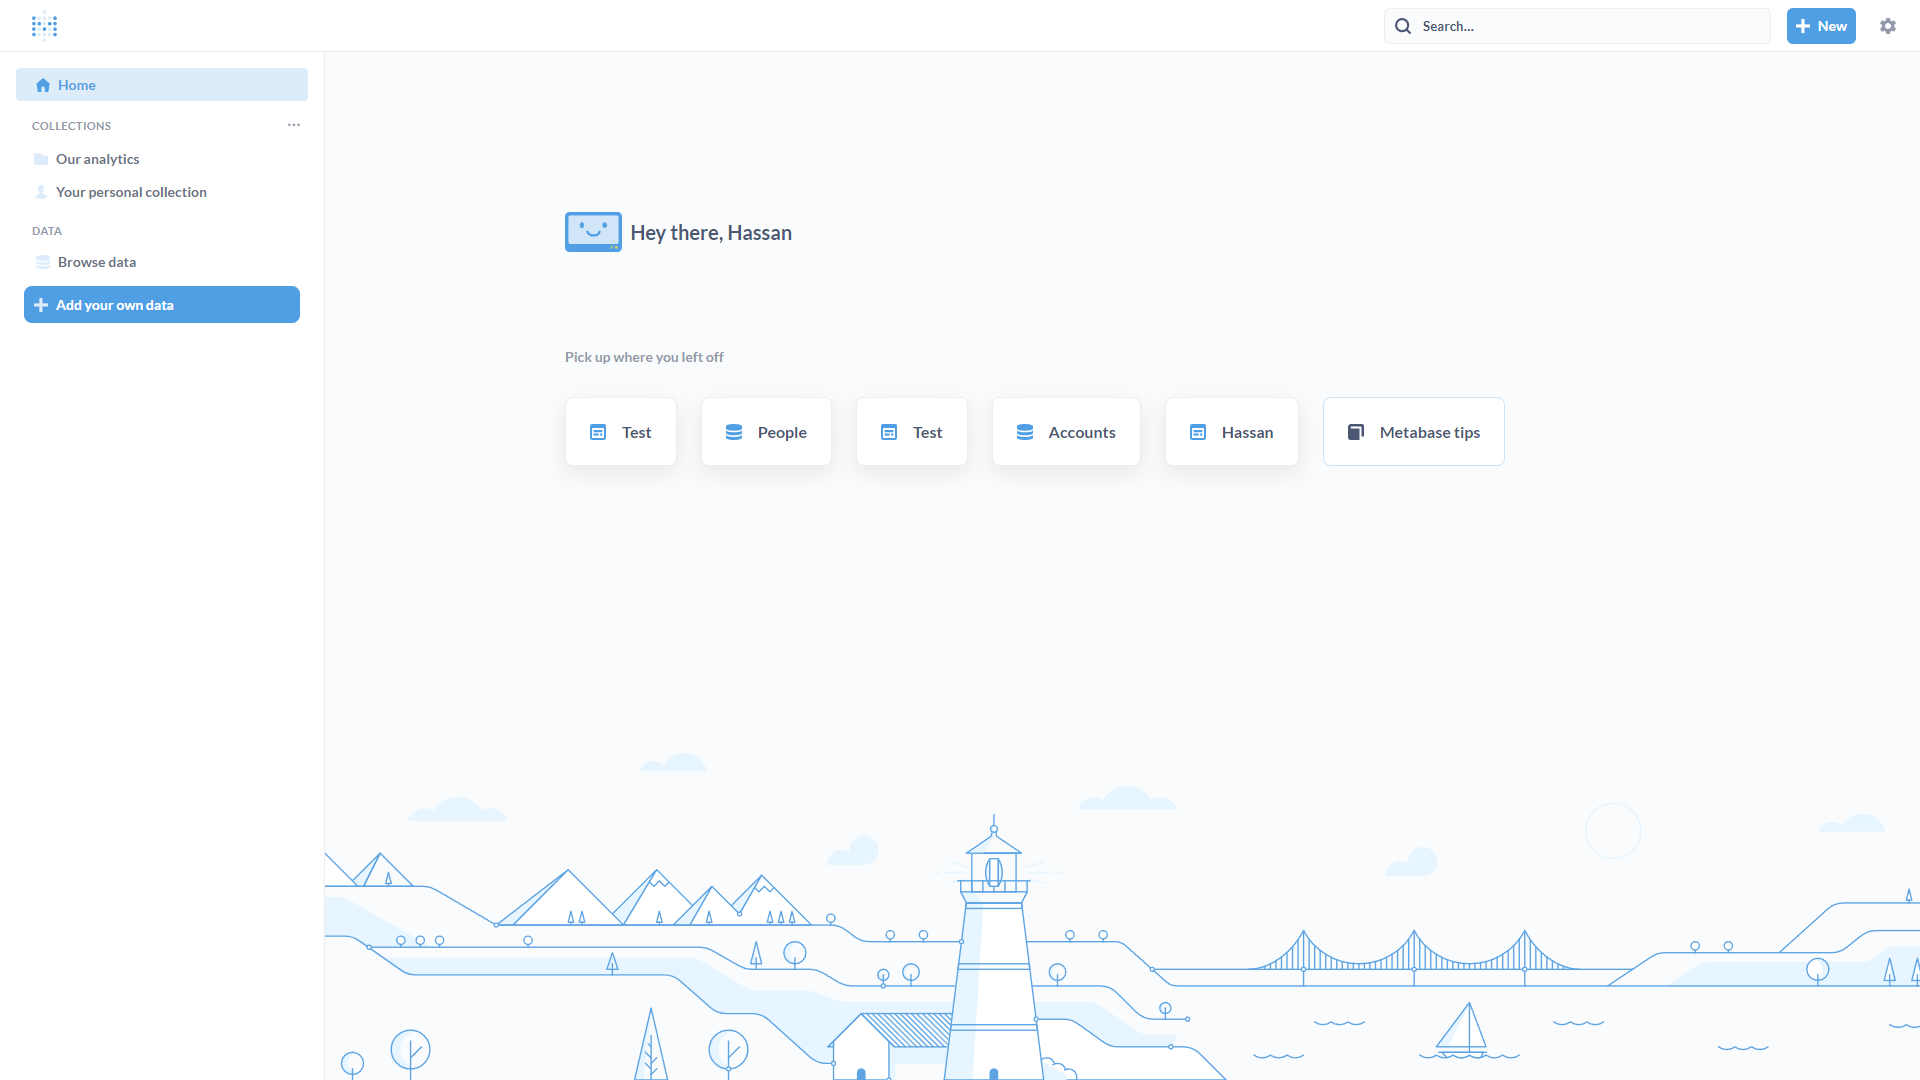 Search...
New
Home
COLLECTIONS
Our analytics
Your personal collection
DATA
Browse data
Add your own data
Hey there, Hassan
Pick up where you left off
Test
People
Test
Accounts
Hassan
Metabase tips